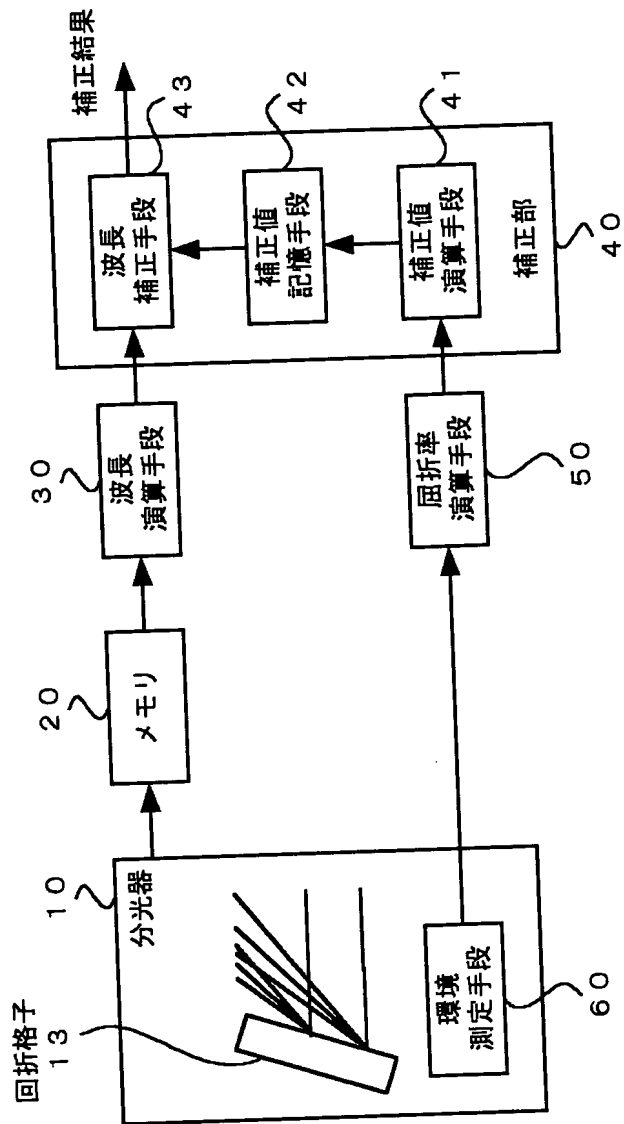 回折格子
13
10
分光器
環境
測定手段
60
20
メモリ
30
波長
演算手段
屈折率
演算手段
50
波長
補正手段
43
補正値
記憶手段
42
補正値
演算手段
41
補正部
40
補正結果